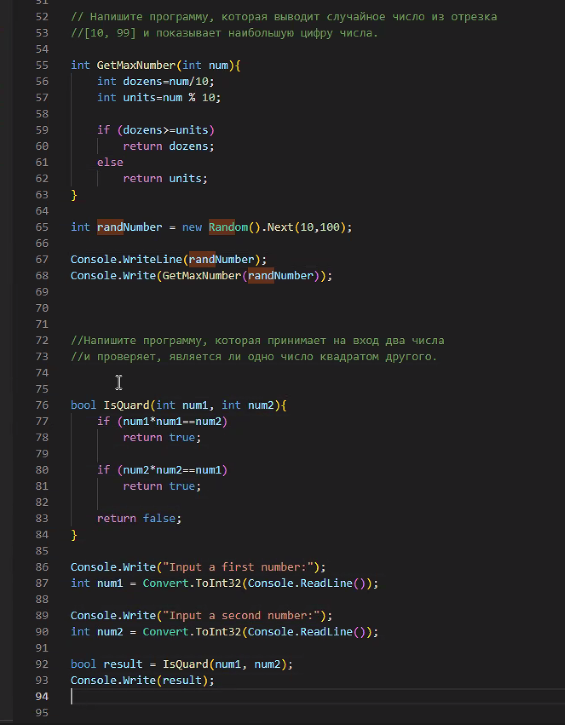 51
52 // Напишите программу, которая выводит случайное число из отрезка
53 //[10, 99] и показывает наибольшую цифру числа.
54
55 int GetMaxNumber(int num){
56     int dozens=num/10;
57     int units=num % 10;
58
59     if (dozens>=units)
60         return dozens;
61     else
62         return units;
63 }
64
65 int randNumber = new Random().Next(10,100);
66
67 Console.WriteLine(randNumber);
68 Console.Write(GetMaxNumber(randNumber));
69
70
71
72 //Напишите программу, которая принимает на вход два числа
73 //и проверяет, является ли одно число квадратом другого.
74
75
76 bool IsQuard(int num1, int num2){
77     if (num1*num1==num2)
78         return true;
79
80     if (num2*num2==num1)
81         return true;
82
83     return false;
84 }
85
86 Console.Write("Input a first number:");
87 int num1 = Convert.ToInt32(Console.ReadLine());
88
89 Console.Write("Input a second number:");
90 int num2 = Convert.ToInt32(Console.ReadLine());
91
92 bool result = IsQuard(num1, num2);
93 Console.Write(result);
94
95